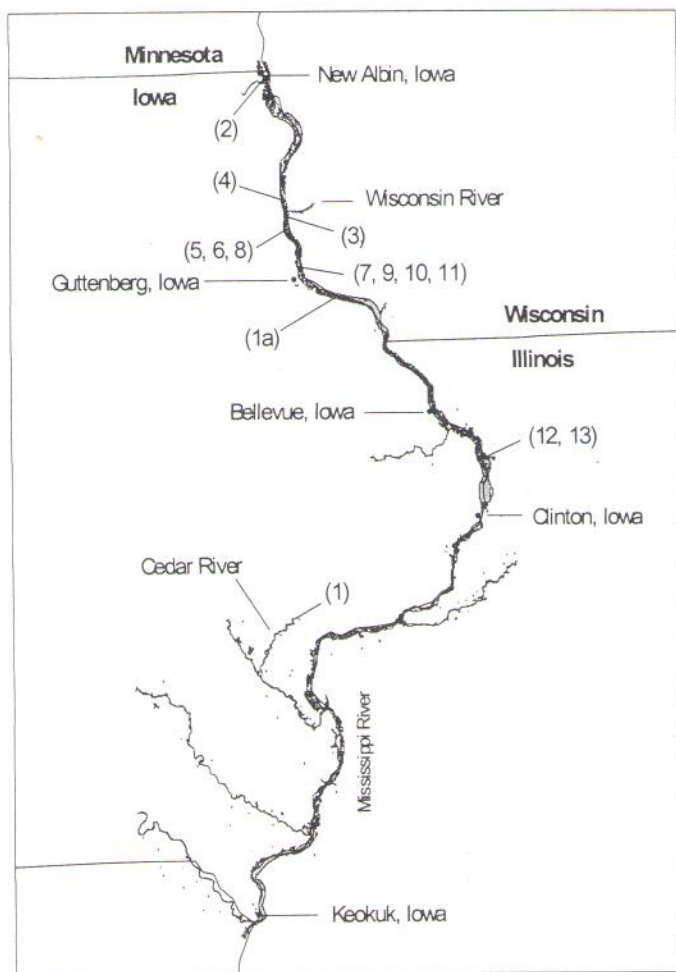 Minnesota
New Albin, Iowa
Iowa
(2)
(4)
Wisconsin River
(3)
(5, 6, 8)
(7, 9, 10, 11)
Guttenberg, Iowa
(1a)
Wisconsin
Illinois
Bellevue, Iowa
(12, 13)
Clinton, Iowa
Cedar River
(1)
Mississippi River
Keokuk, Iowa